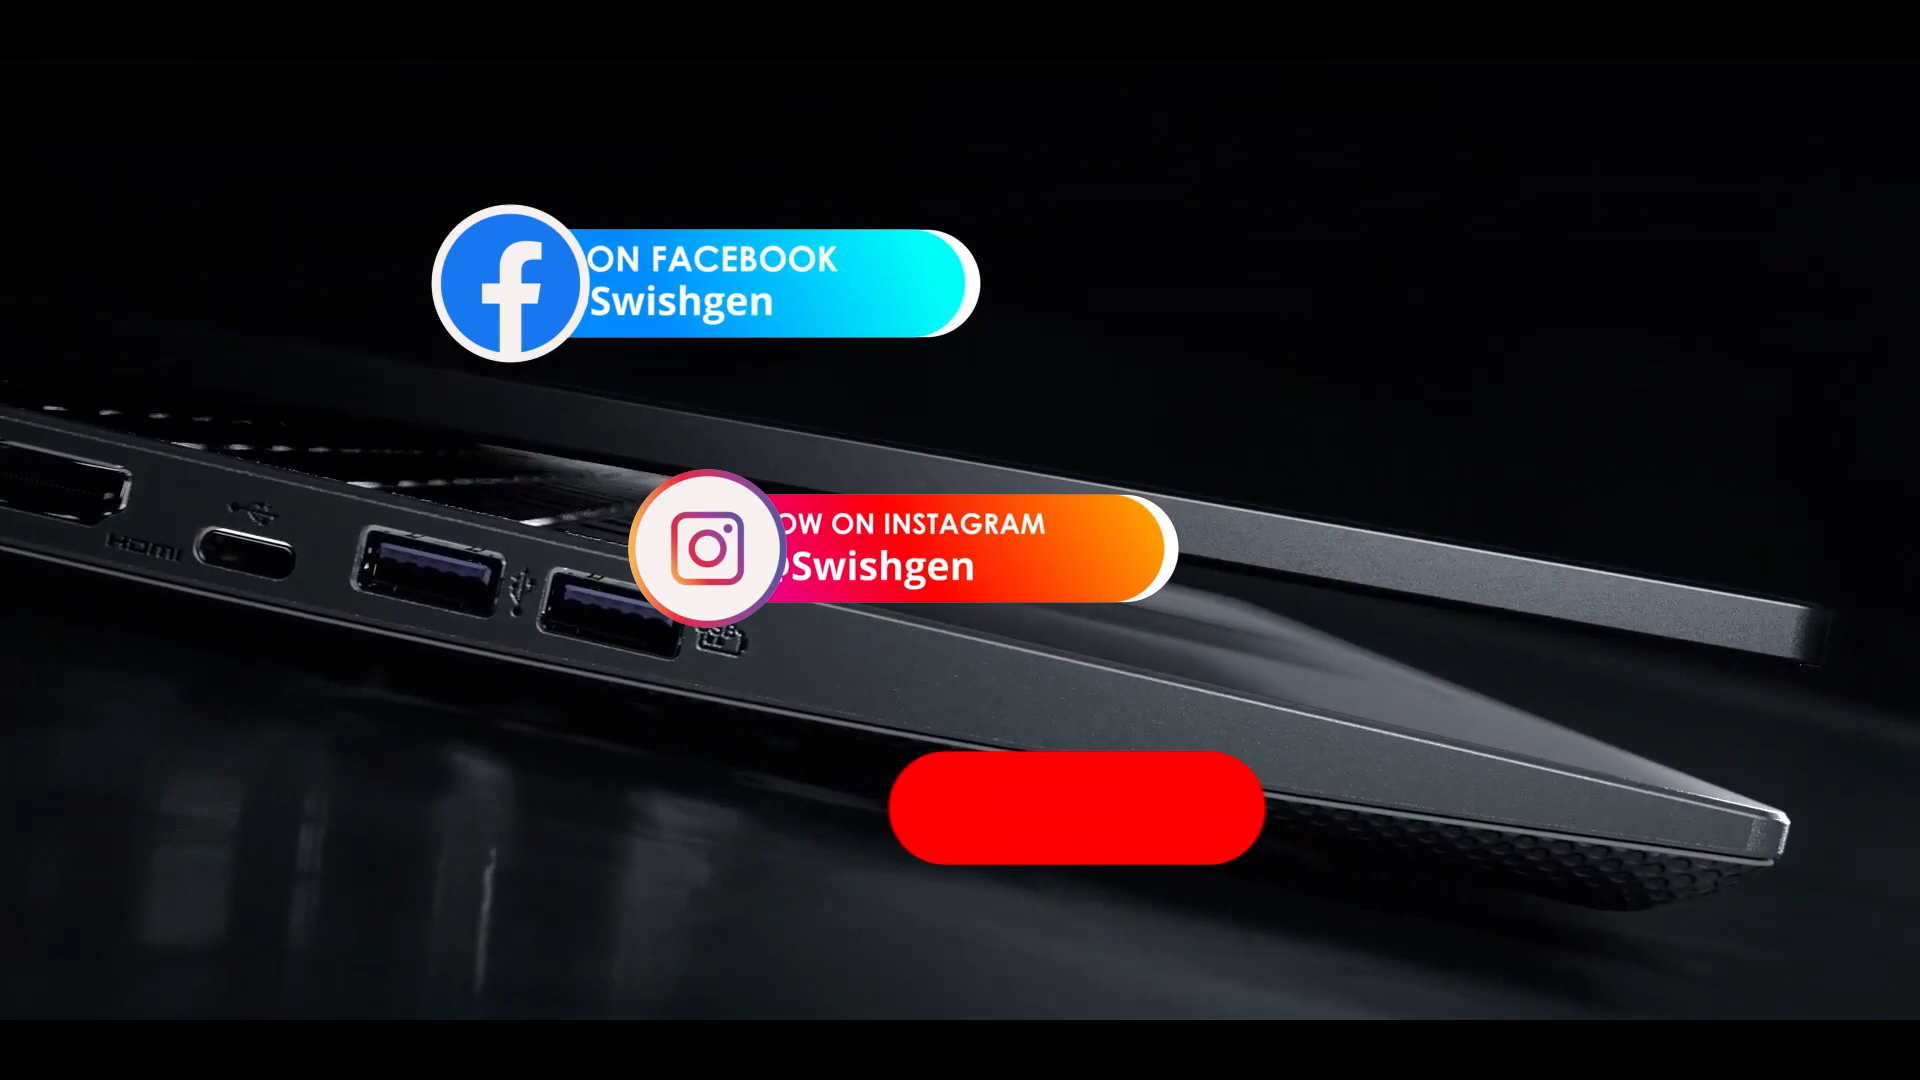 ON FACEBOOK
Swishgen
OW ON INSTAGRAM
@Swishgen
HDMI